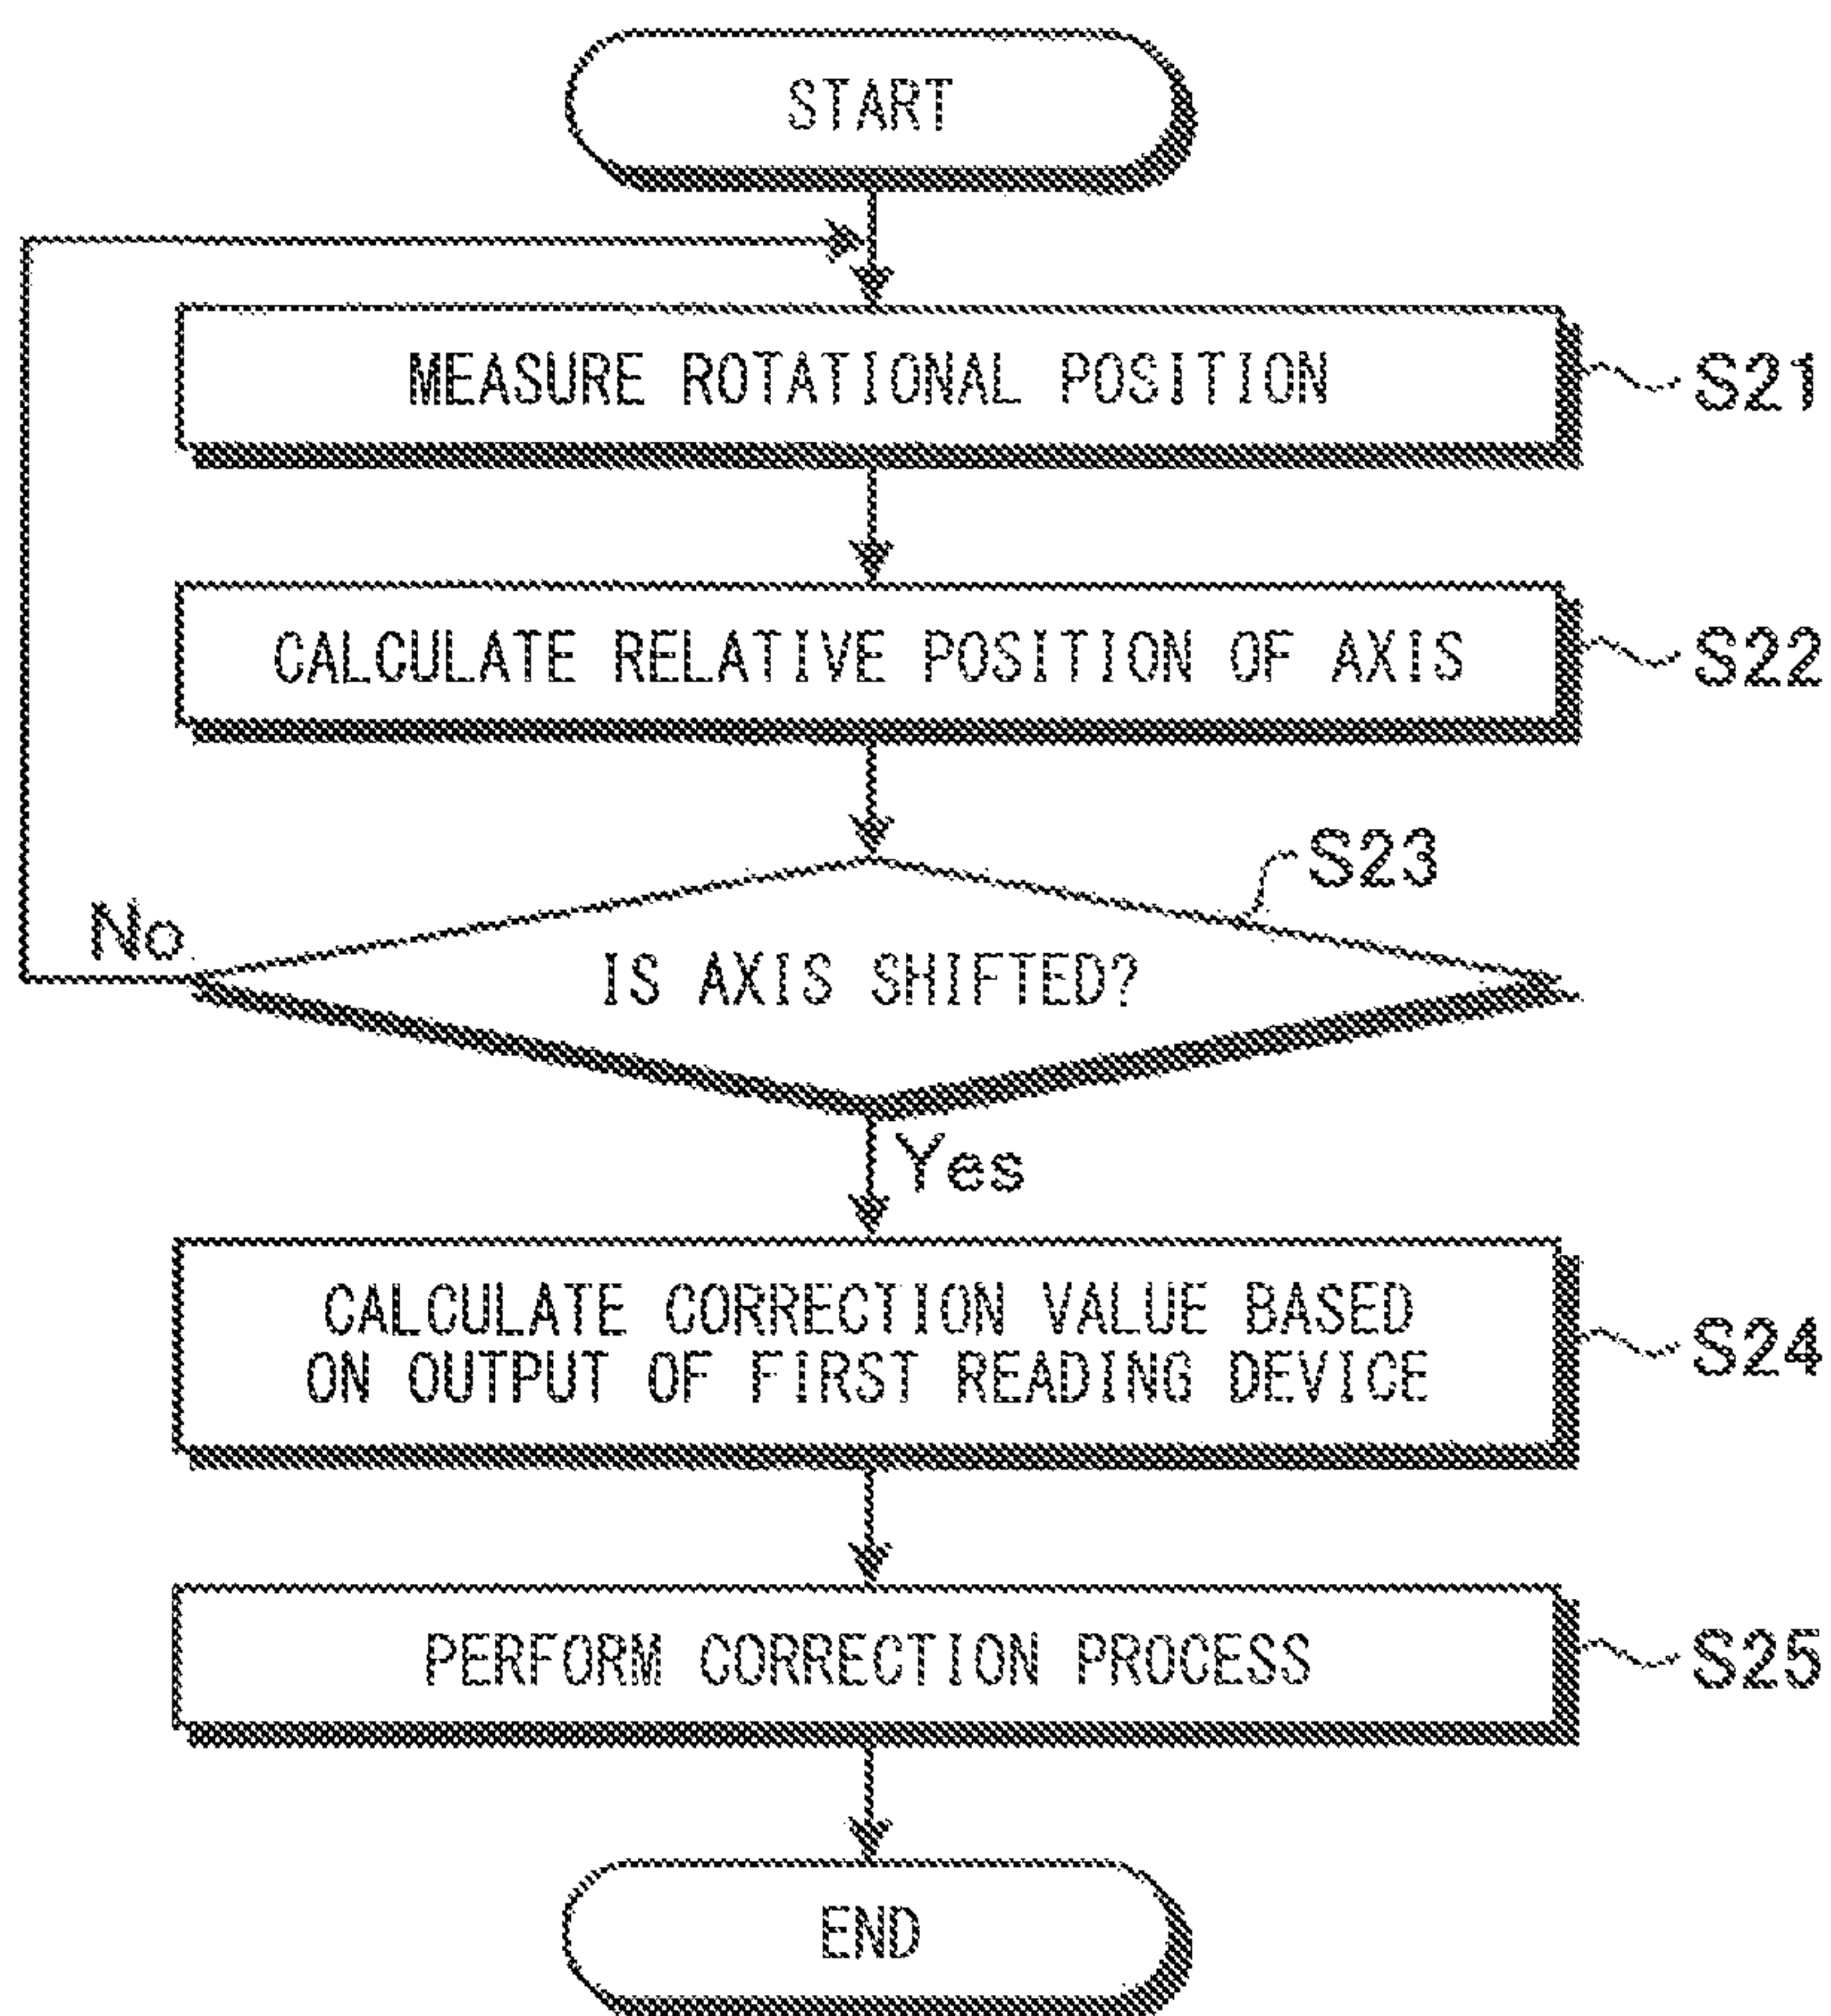 START
MEASURE ROTATIONAL POSITION
S21
CALCULATE RELATIVE POSITION OF AXIS
S22
S23
No
IS AXIS SHIFTED?
Yes
CALCULATE CORRECTION VALUE BASED
ON OUTPUT OF FIRST READING DEVICE
S24
PERFORM CORRECTION PROCESS
S25
END